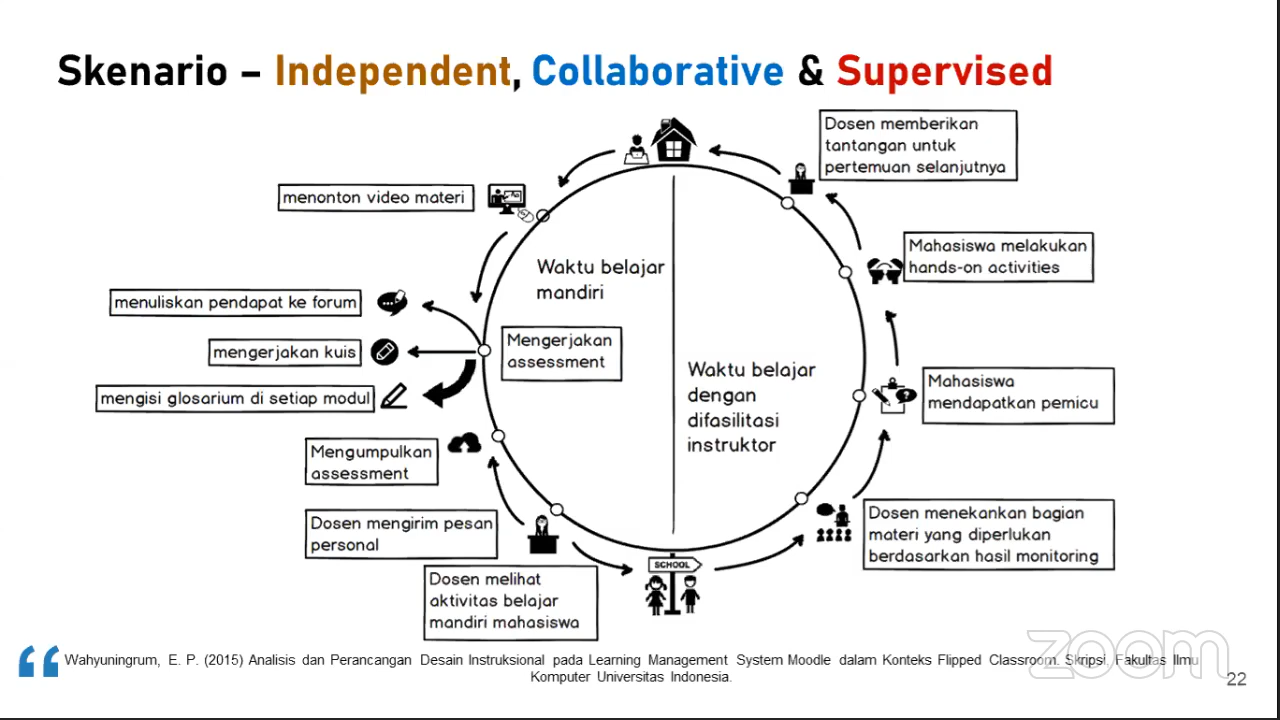 Skenario – Independent, Collaborative & Supervised
Dosen memberikan
tantangan untuk
pertemuan selanjutnya
menonton video materi
Mahasiswa melakukan
hands-on activities
Waktu belajar
mandiri
menuliskan pendapat ke forum
mengerjakan kuis
mengisi glosarium di setiap modul
Mengerjakan
assessment
Waktu belajar
dengan
difasilitasi
instruktor
Mahasiswa
mendapatkan pemicu
Mengumpulkan
assessment
Dosen mengirim pesan
personal
Dosen menekankan bagian
materi yang diperlukan
berdasarkan hasil monitoring
Dosen melihat
aktivitas belajar
mandiri mahasiswa
SCHOOL
Wahyuningrum, E. P. (2015) Analisis dan Perancangan Desain Instruksional pada Learning Management System Moodle dalam Konteks Flipped Classroom. Skripsi, Fakultas Ilmu
Komputer Universitas Indonesia.
zoom
22